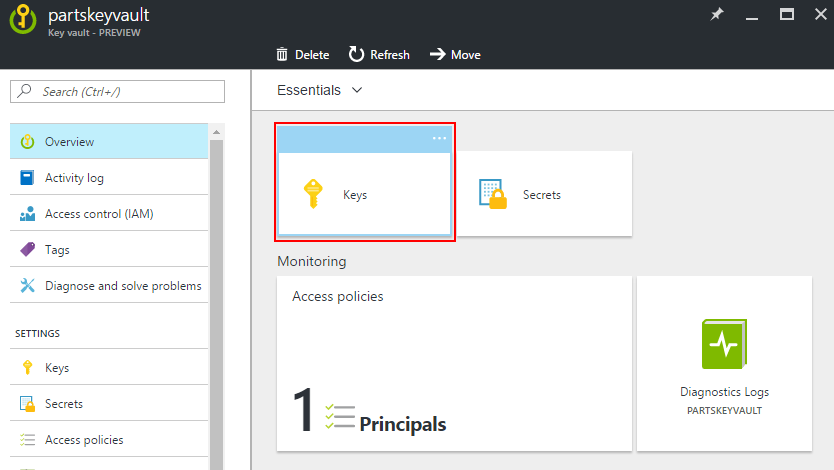 partskeyvault
Key vault - PREVIEW
Delete Refresh Move
Search (Ctrl+/)
Overview
Activity log
Access control (IAM)
Tags
Diagnose and solve problems
SETTINGS
Keys
Secrets
Access policies
Essentials
Keys
Secrets
Monitoring
Access policies
1 Principals
Diagnostics Logs
PARTSKEYVAULT